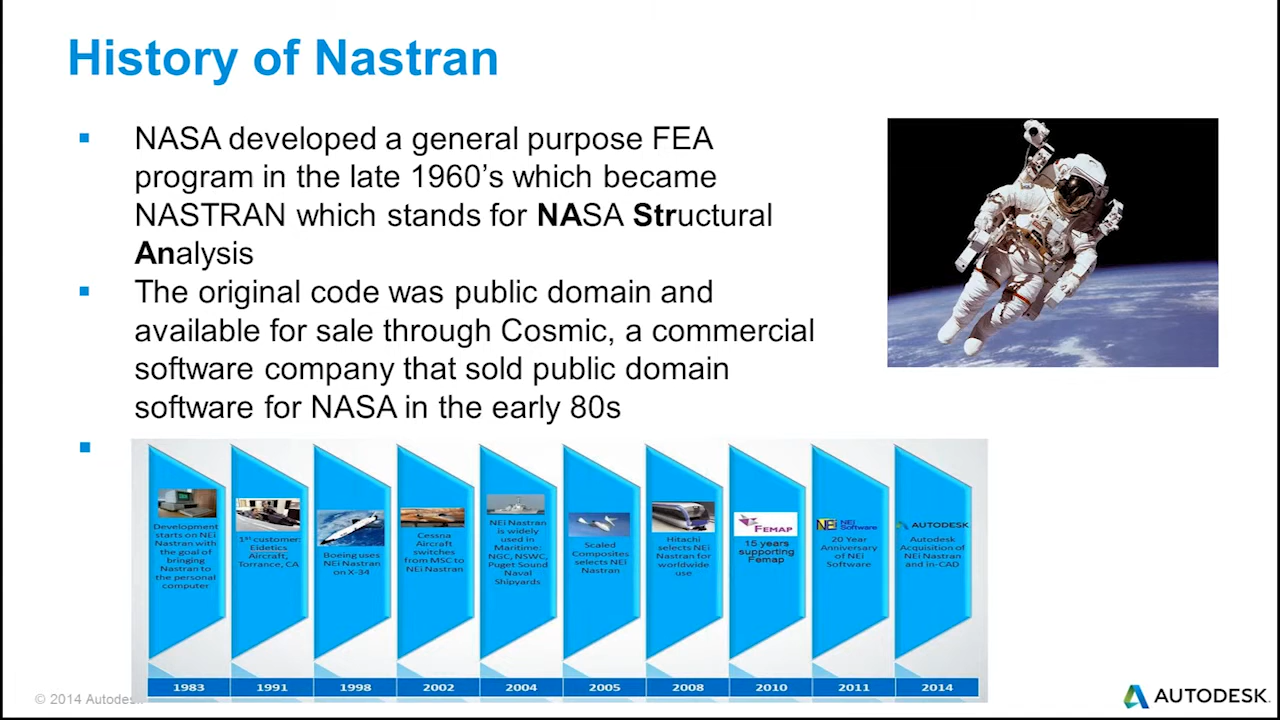 History of Nastran
▪ NASA developed a general purpose FEA
program in the late 1960’s which became
NASTRAN which stands for NASA Structural
Analysis
▪ The original code was public domain and
available for sale through Cosmic, a commercial
software company that sold public domain
software for NASA in the early 80s
▪
Development
starts on NEi
Nastran with
the goal of
bringing
Nastran to the
personal
computer
1983
1st customer:
Eidetics
Aircraft,
Torrance, CA
1991
Boeing uses
NEi Nastran
on X-34
1998
Cessna
Aircraft
switches
from MSC to
NEi Nastran
2002
NEi Nastran
is widely
used in
Maritime:
NGC, NSWC,
Puget Sound
Naval
Shipyards
2004
Scaled
Composites
selects NEi
Nastran
2005
Hitachi
selects NEi
Nastran for
worldwide
use
2008
FEMAP
15 years
supporting
Femap
2010
NEi NEi
Software
20 Year
Anniversary
of NEi
Software
2011
AUTODESK
Autodesk
Acquisition of
NEi Nastran
and in-CAD
2014
© 2014 Autodesk
AUTODESK.